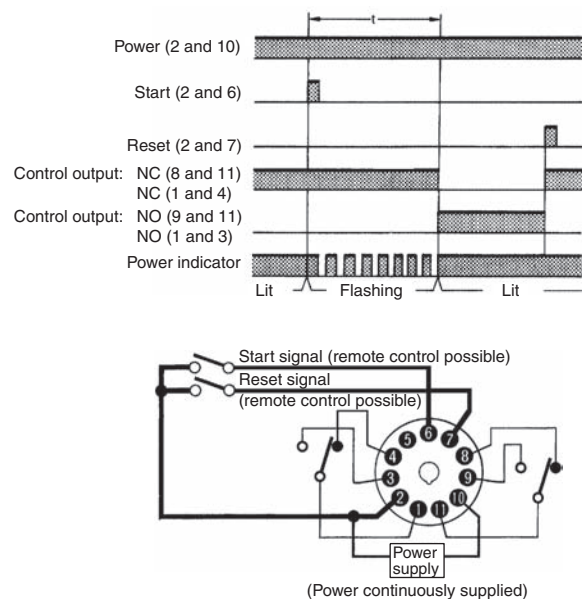 t
Power (2 and 10)
Start (2 and 6)
Reset (2 and 7)
Control output: NC (8 and 11)
NC (1 and 4)
Control output: NO (9 and 11)
NO (1 and 3)
Power indicator
Lit Flashing Lit
Start signal (remote control possible)
Reset signal
(remote control possible)
6
5 7
4 8
3 9
2 10
1 11
Power
supply
(Power continuously supplied)